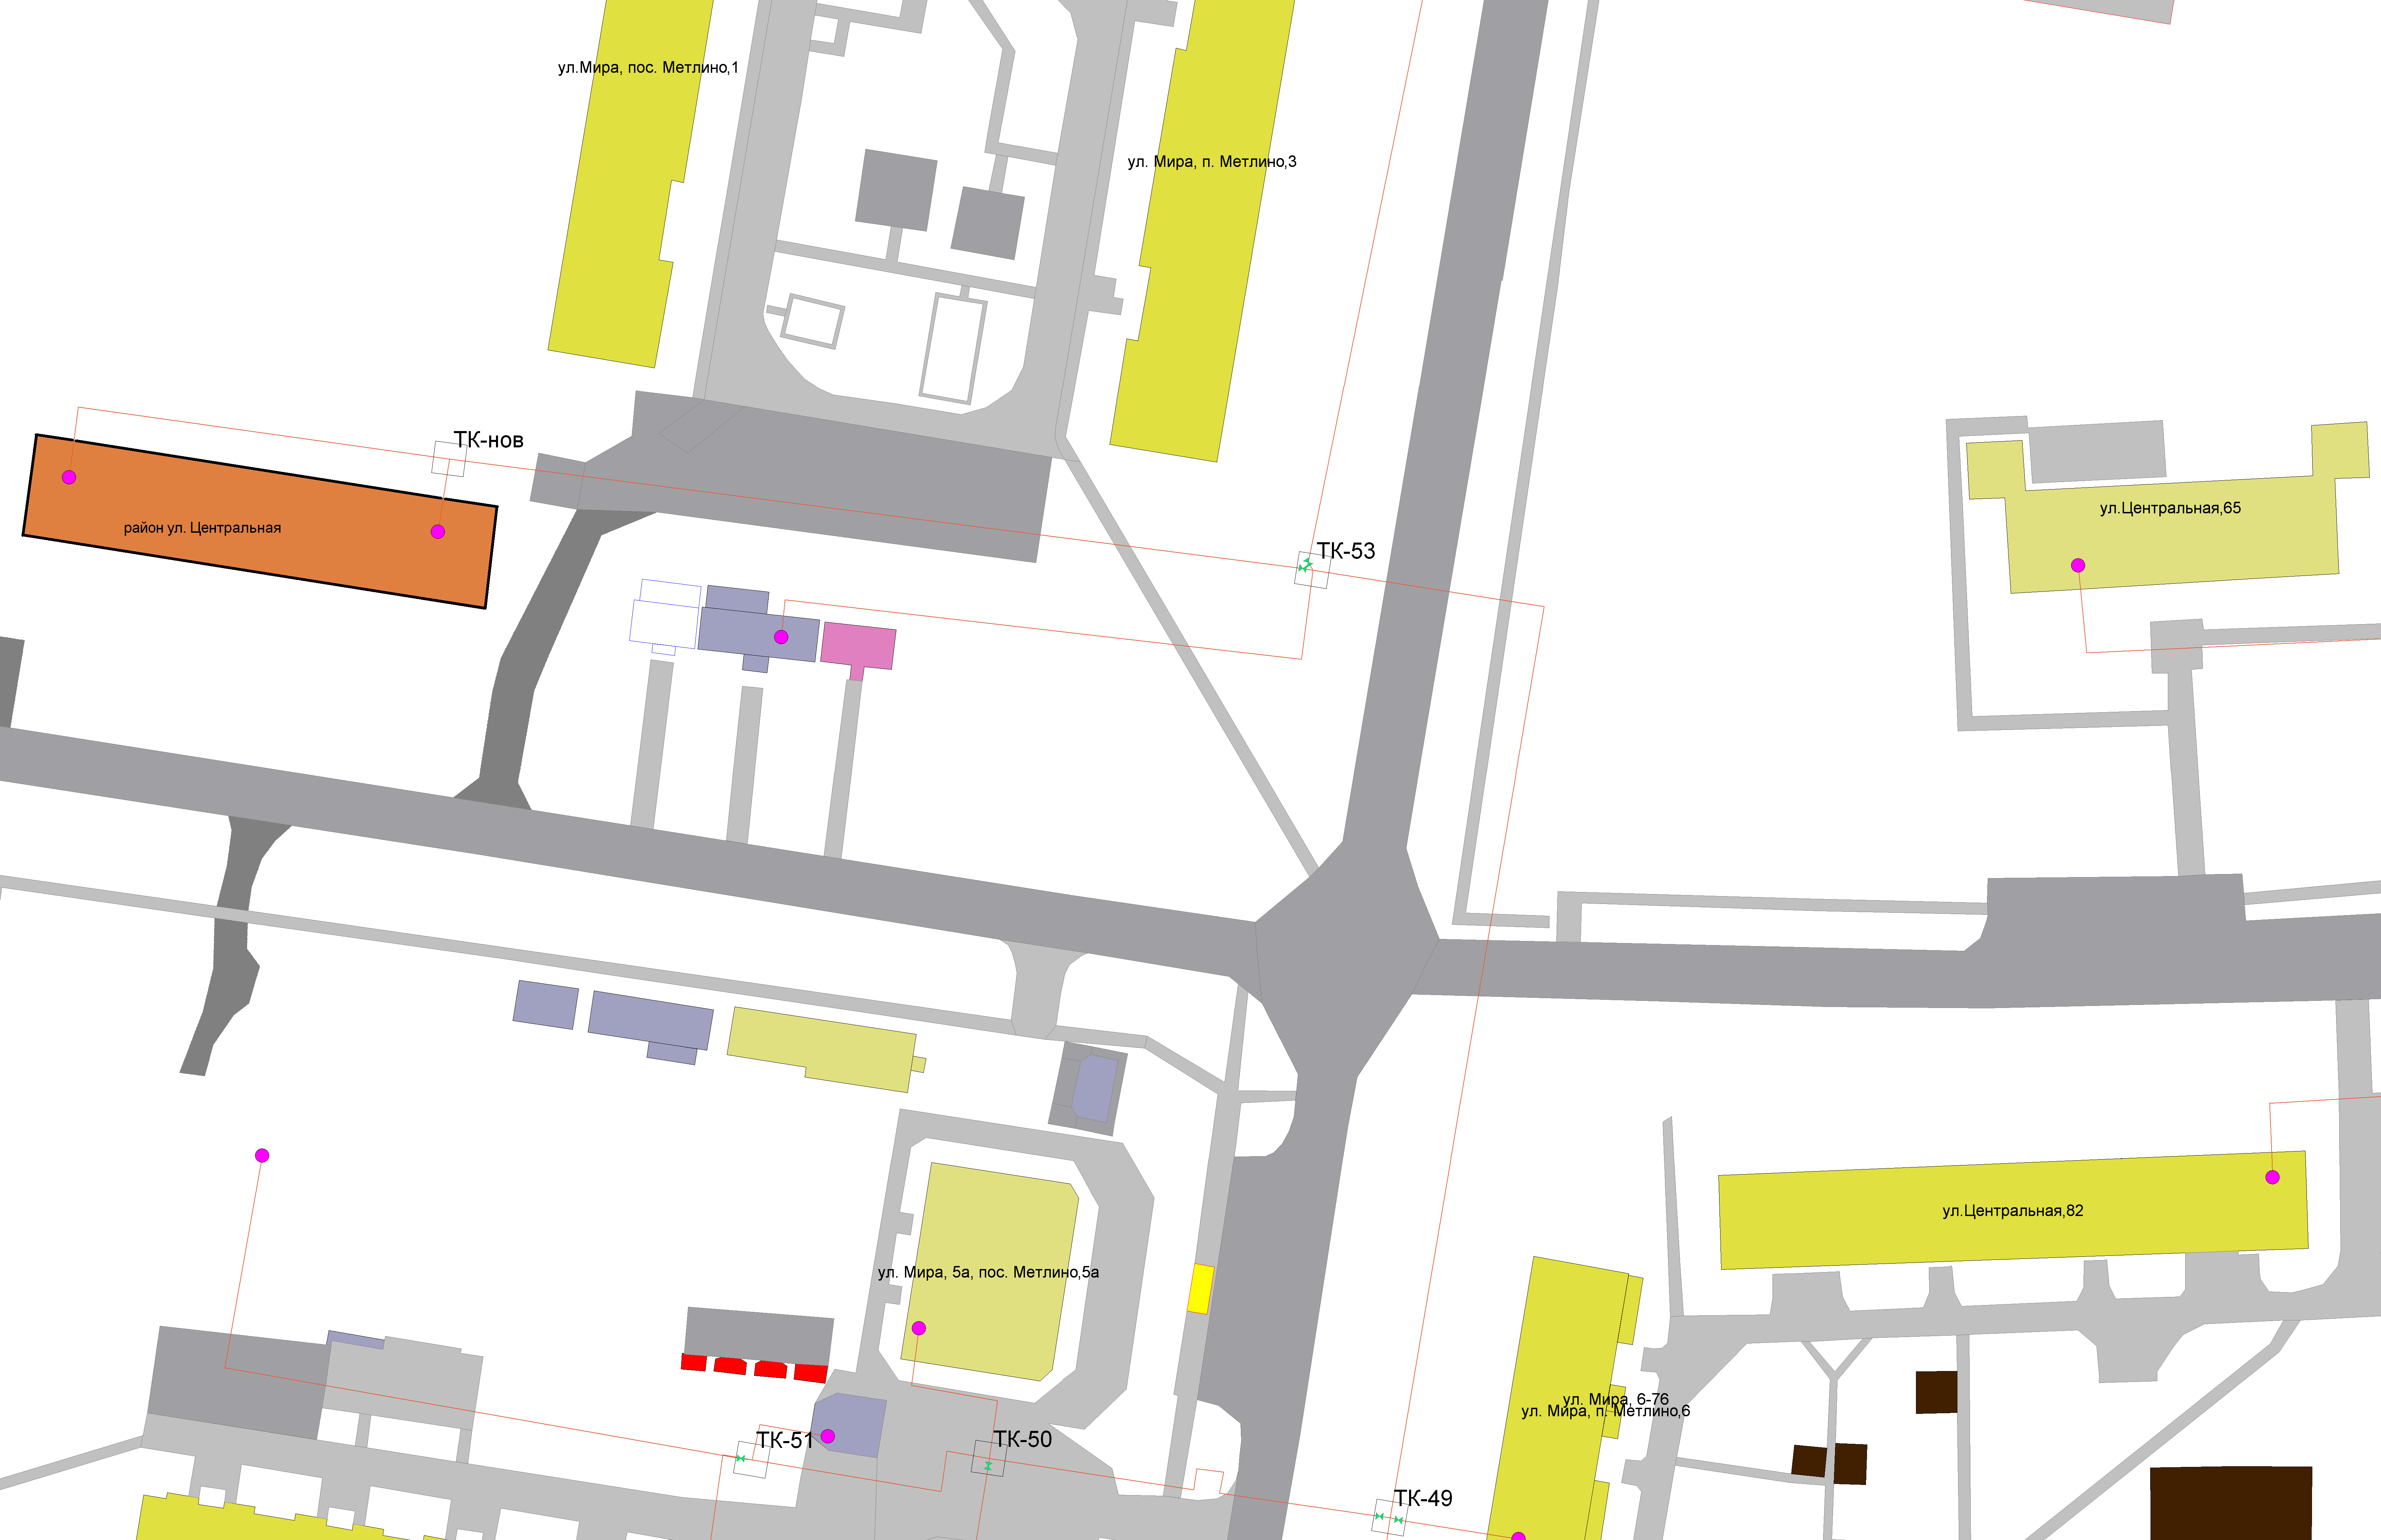 ул.Мира, пос. Метлино,1
ул. Мира, п. Метлино,3
ТК-нов
район ул. Центральная
ТК-53
ул.Центральная,65
ул.Центральная,82
ул. Мира, 5а, пос. Метлино,5а
ул. Мира, 6-76
ул. Мира, п. Метлино,6
ТК-51
ТК-50
ТК-49